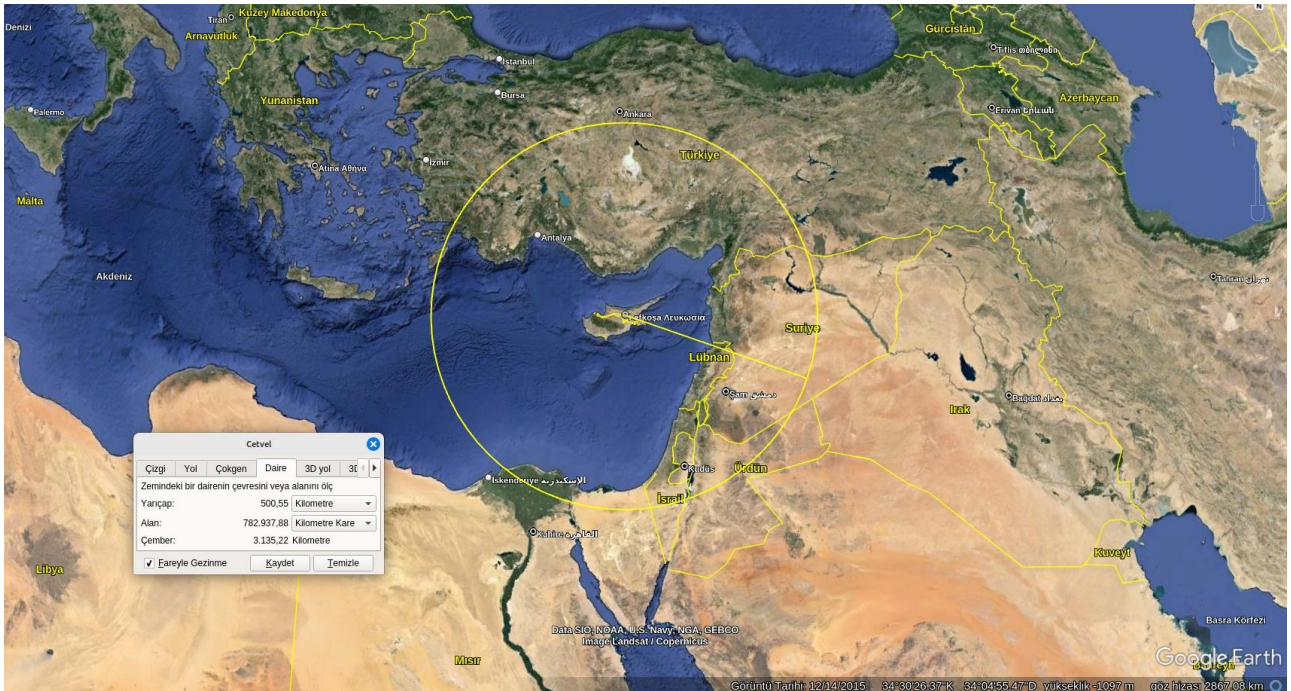 N
Denizi
Tiran
Kuzey Makedonya
Arnavutluk
Gürcistan
Tiflis თბილისი
İstanbul
Bursa
Yunanistan
Azerbaycan
Palermo
Ankara
Erivan Երևան
Türkiye
İzmir
Atina Αθήνα
Malta
Antalya
Akdeniz
Tahran تهران
Lefkoşa Λευκωσία
Suriye
Lübnan
Şam دمشق
Bağdat بغداد
Irak
Cetvel
Çizgi Yol Çokgen Daire 3D yol
Zemindeki bir dairenin çevresini veya alanını ölç
Yarıçap: 500,55 Kilometre
Alan: 782.937,88 Kilometre Kare
Çember: 3.135,22 Kilometre
Fareyle Gezinme Kaydet Temizle
Kudüs
Ürdün
İskenderiye الإسكندرية
İsrail
Kahire القاهرة
Kuveyt
Libya
Basra Körfezi
Data SIO, NOAA, U.S. Navy, NGA, GEBCO
Image Landsat / Copernicus
Mısır
Google Earth
Görüntü Tarihi: 12/14/2015 34°30'26.37"K 34°04'55.47"D yükseklik -1097 m göz hizası 2867.08 km